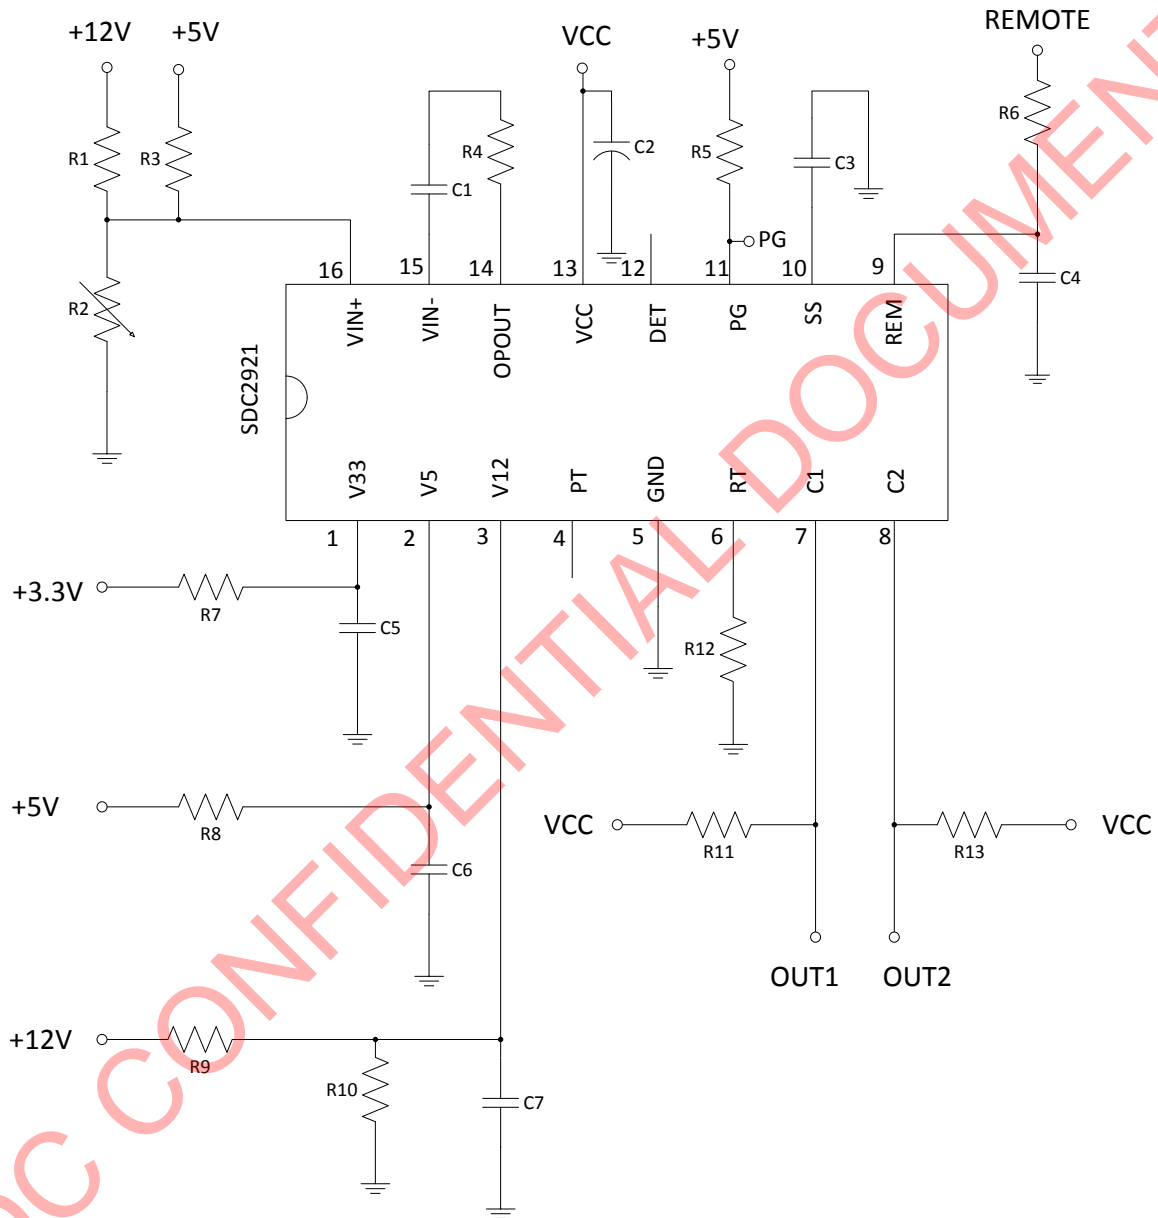 +12V +5V VCC +5V REMOTE
R1 R3 R4 C1 C2 R5 C3 R6
PG
R2 C4
16 15 14 13 12 11 10 9
VIN+ VIN- OPOUT VCC DET PG SS REM
SDC2921
V33 V5 V12 PT GND RT C1 C2
1 2 3 4 5 6 7 8
+3.3V R7 C5 R12
+5V R8 C6 VCC R11 R13 VCC
OUT1 OUT2
+12V R9 R10 C7
DC CONFIDENTIAL DOCUMENT